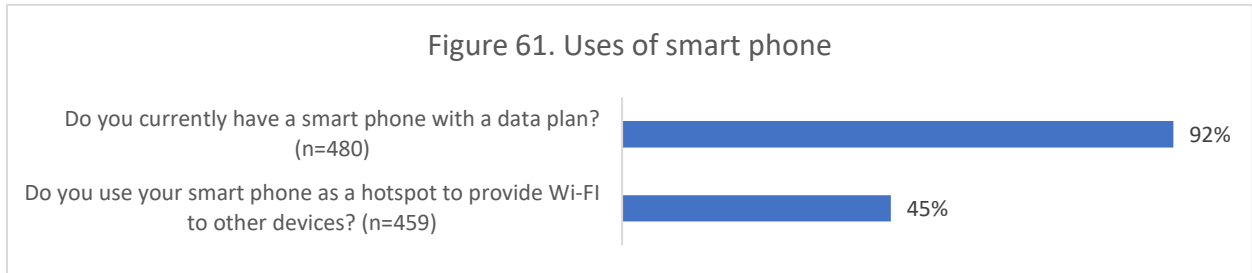 Figure 61. Uses of smart phone
Do you currently have a smart phone with a data plan?
(n=480)
92%
Do you use your smart phone as a hotspot to provide Wi-FI
to other devices? (n=459)
45%